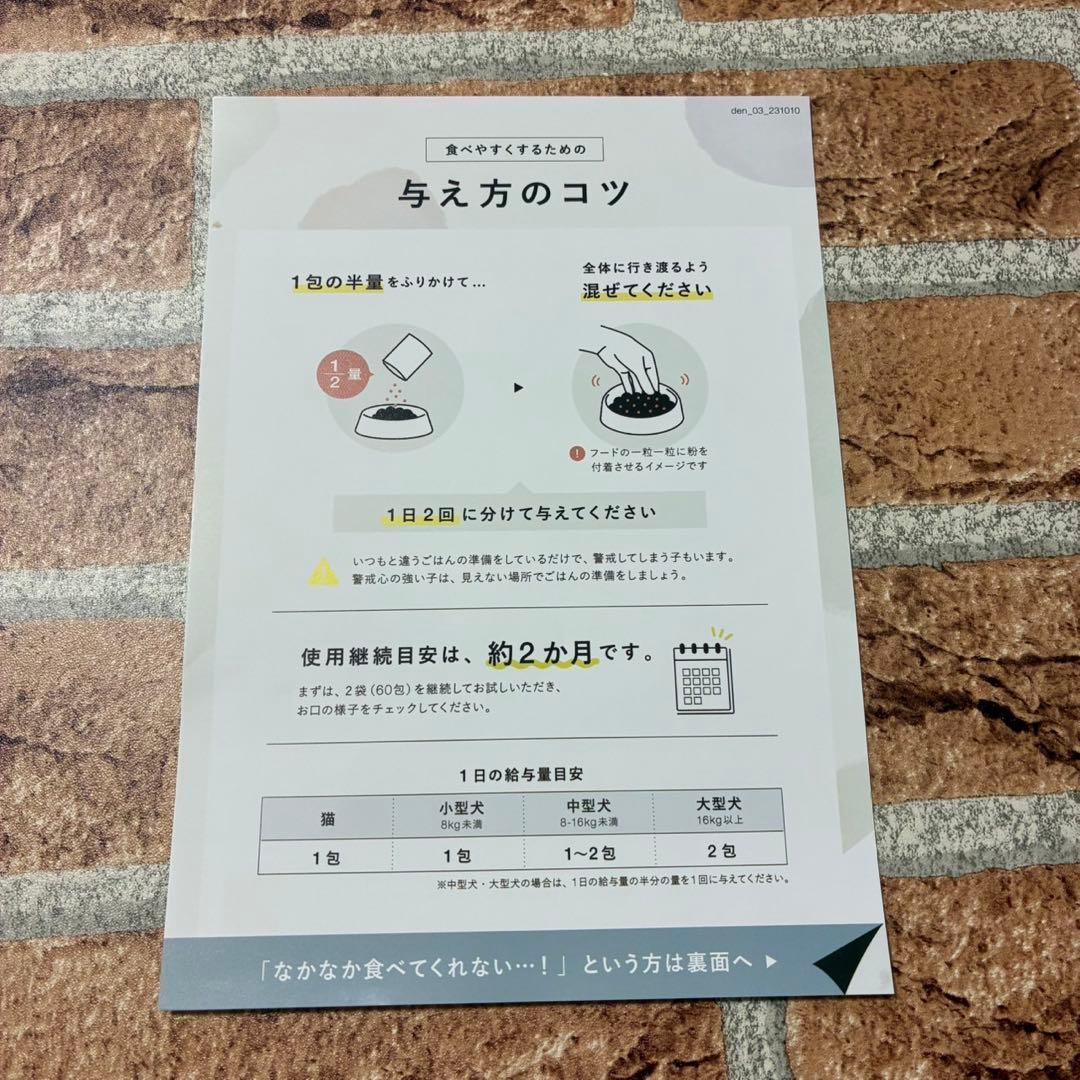 den_03_231010
食べやすくするための
与え方のコツ
1包の半量をふりかけて…
全体に行き渡るよう
混ぜてください
1/2量
! フードの一粒一粒に粉を
付着させるイメージです
1日2回に分けて与えてください
! いつもと違うごはんの準備をしているだけで、警戒してしまう子もいます。
警戒心の強い子は、見えない場所でごはんの準備をしましょう。
使用継続目安は、約2か月です。
まずは、2袋（60包）を継続してお試しいただき、
お口の様子をチェックしてください。
1日の給与量目安
猫 小型犬 中型犬 大型犬
8kg未満 8-16kg未満 16kg以上
1包 1包 1〜2包 2包
※中型犬・大型犬の場合は、1日の給与量の半分の量を1回に与えてください。
「なかなか食べてくれない…！」という方は裏面へ ▶